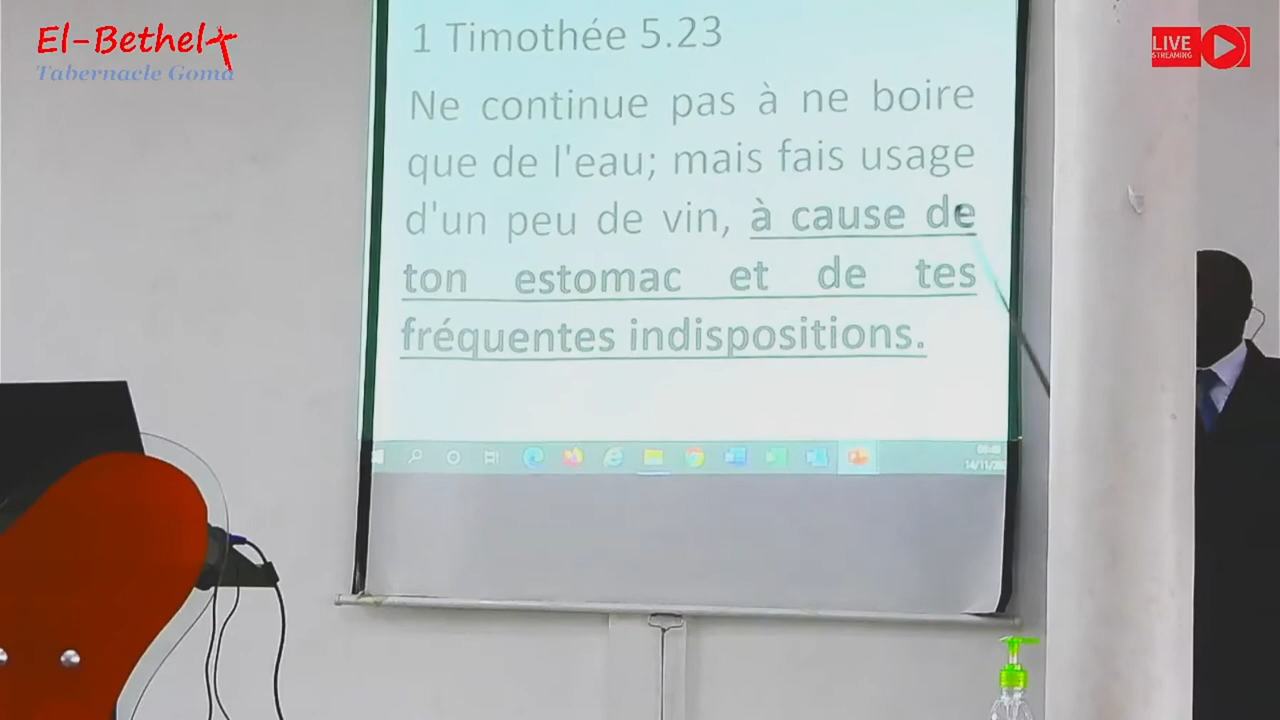 El-Bethel
Tabernacle Goma
LIVE
STREAMING
1 Timothée 5.23
Ne continue pas à ne boire
que de l'eau; mais fais usage
d'un peu de vin, à cause de
ton estomac et de tes
fréquentes indispositions.